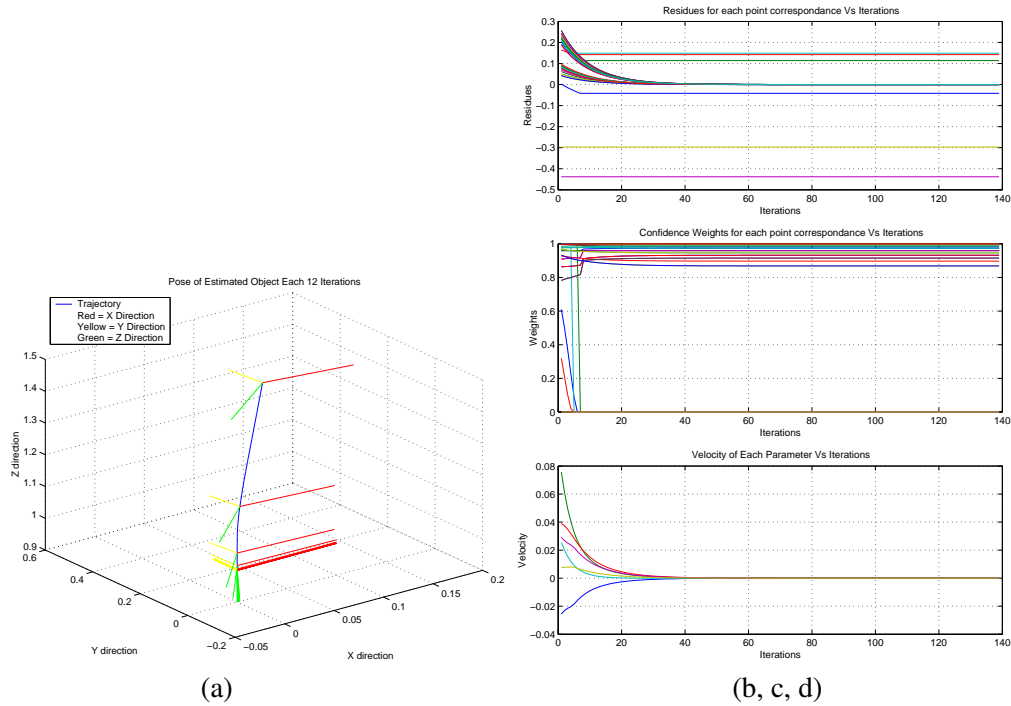 Pose of Estimated Object Each 12 Iterations
Trajectory
Red = X Direction
Yellow = Y Direction
Green = Z Direction
1.5
1.4
1.3
1.2
1.1
1
0.9
Z direction
0.6
0.4
0.2
0
−0.2
Y direction
−0.05
0
0.05
0.1
0.15
0.2
X direction
(a)
Residues for each point correspondance Vs Iterations
0.3
0.2
0.1
0
−0.1
−0.2
−0.3
−0.4
−0.5
Residues
0 20 40 60 80 100 120 140
Iterations
Confidence Weights for each point correspondance Vs Iterations
1
0.8
0.6
0.4
0.2
0
Weights
0 20 40 60 80 100 120 140
Iterations
Velocity of Each Parameter Vs Iterations
0.08
0.06
0.04
0.02
0
−0.02
−0.04
Velocity
0 20 40 60 80 100 120 140
Iterations
(b, c, d)